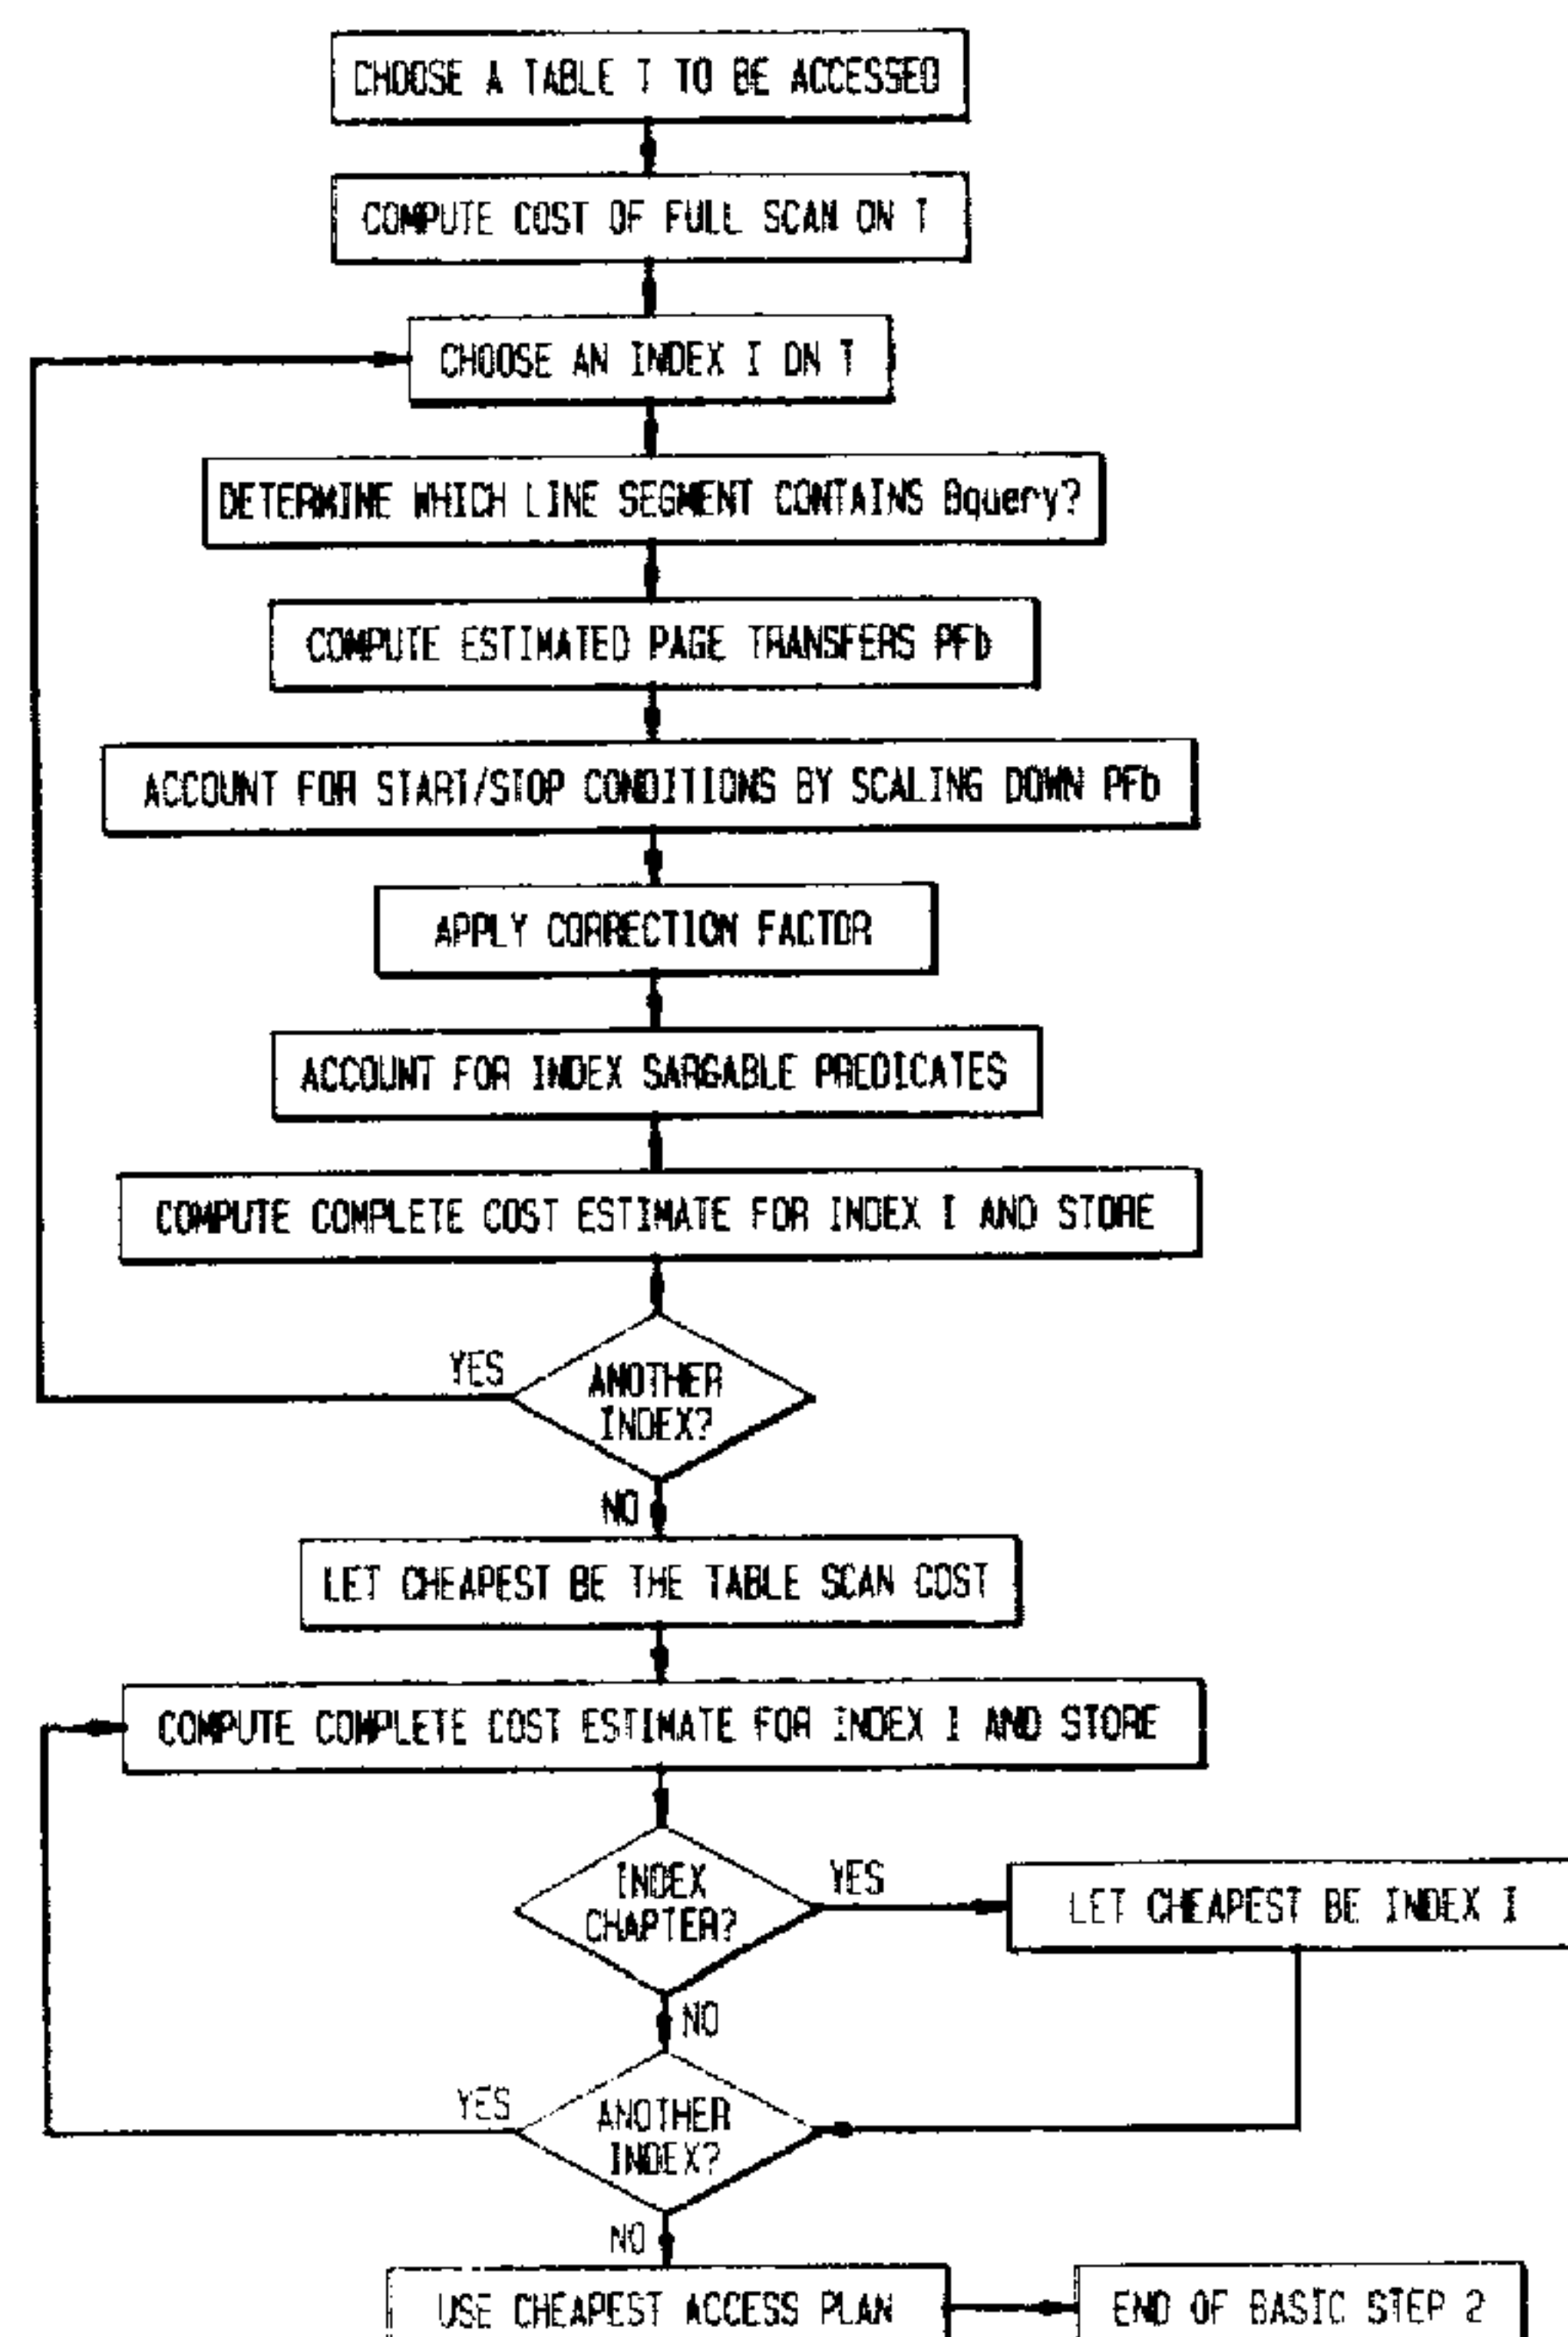 CHOOSE A TABLE T TO BE ACCESSED
COMPUTE COST OF FULL SCAN ON T
CHOOSE AN INDEX I ON T
DETERMINE WHICH LINE SEGMENT CONTAINS Bquery?
COMPUTE ESTIMATED PAGE TRANSFERS PFb
ACCOUNT FOR START/STOP CONDITIONS BY SCALING DOWN PFb
APPLY CORRECTION FACTOR
ACCOUNT FOR INDEX SARGABLE PREDICATES
COMPUTE COMPLETE COST ESTIMATE FOR INDEX I AND STORE
YES
ANOTHER
INDEX?
NO
LET CHEAPEST BE THE TABLE SCAN COST
COMPUTE COMPLETE COST ESTIMATE FOR INDEX I AND STORE
INDEX
CHAPTER?
YES
LET CHEAPEST BE INDEX I
NO
YES
ANOTHER
INDEX?
NO
USE CHEAPEST ACCESS PLAN
END OF BASIC STEP 2